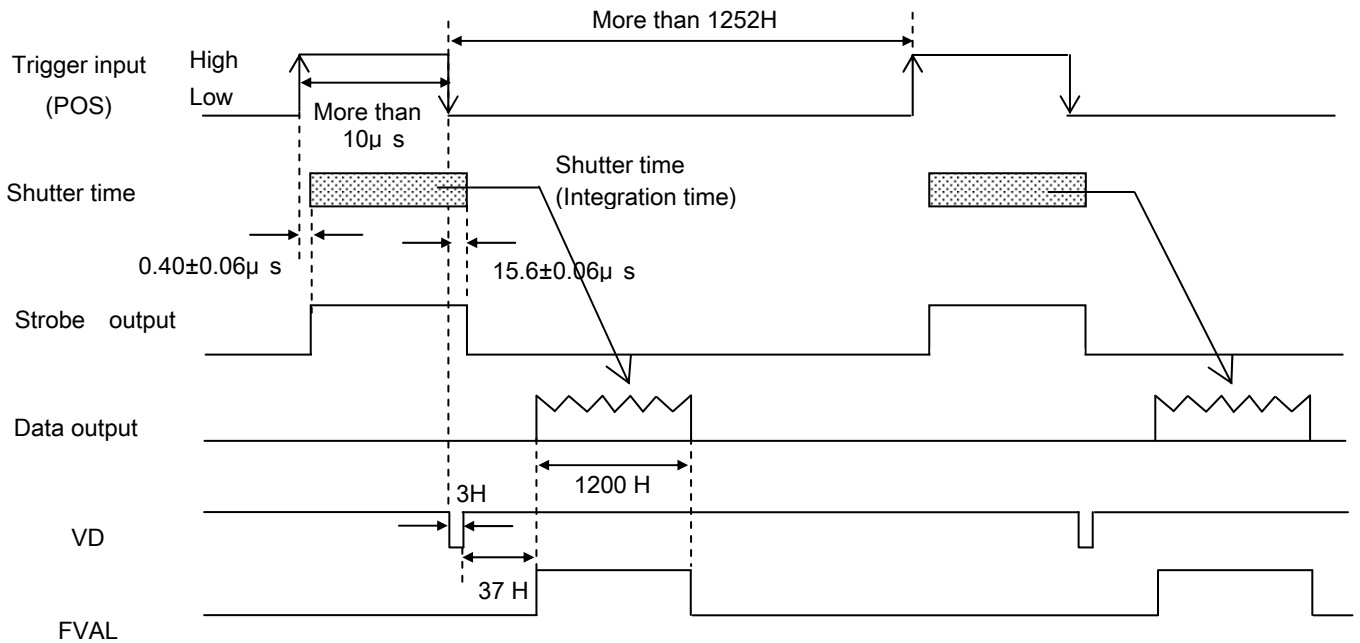 More than 1252H
Trigger input
(POS)
High
Low
More than
10μ s
Shutter time
Shutter time
(Integration time)
0.40±0.06μ s
15.6±0.06μ s
Strobe output
Data output
1200 H
3H
VD
37 H
FVAL